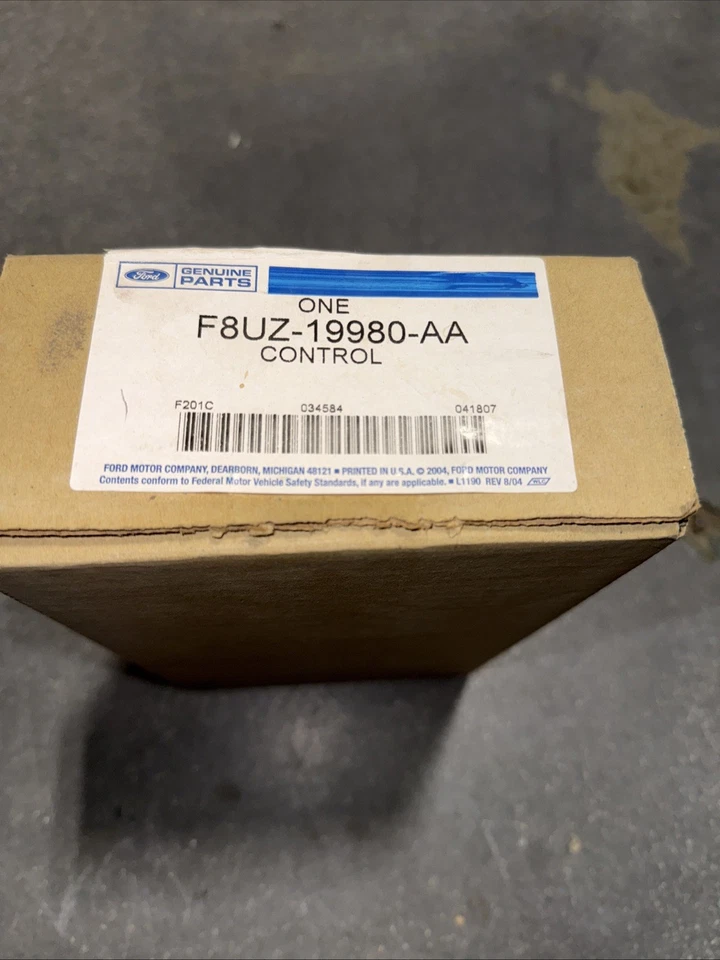 Ford
GENUINE
PARTS
ONE
F8UZ-19980-AA
CONTROL
F201C 034584 041807
FORD MOTOR COMPANY, DEARBORN, MICHIGAN 48121 ■ PRINTED IN U.S.A. © 2004, FORD MOTOR COMPANY
Contents conform to Federal Motor Vehicle Safety Standards, if any are applicable. ■ L1190 REV 8/04